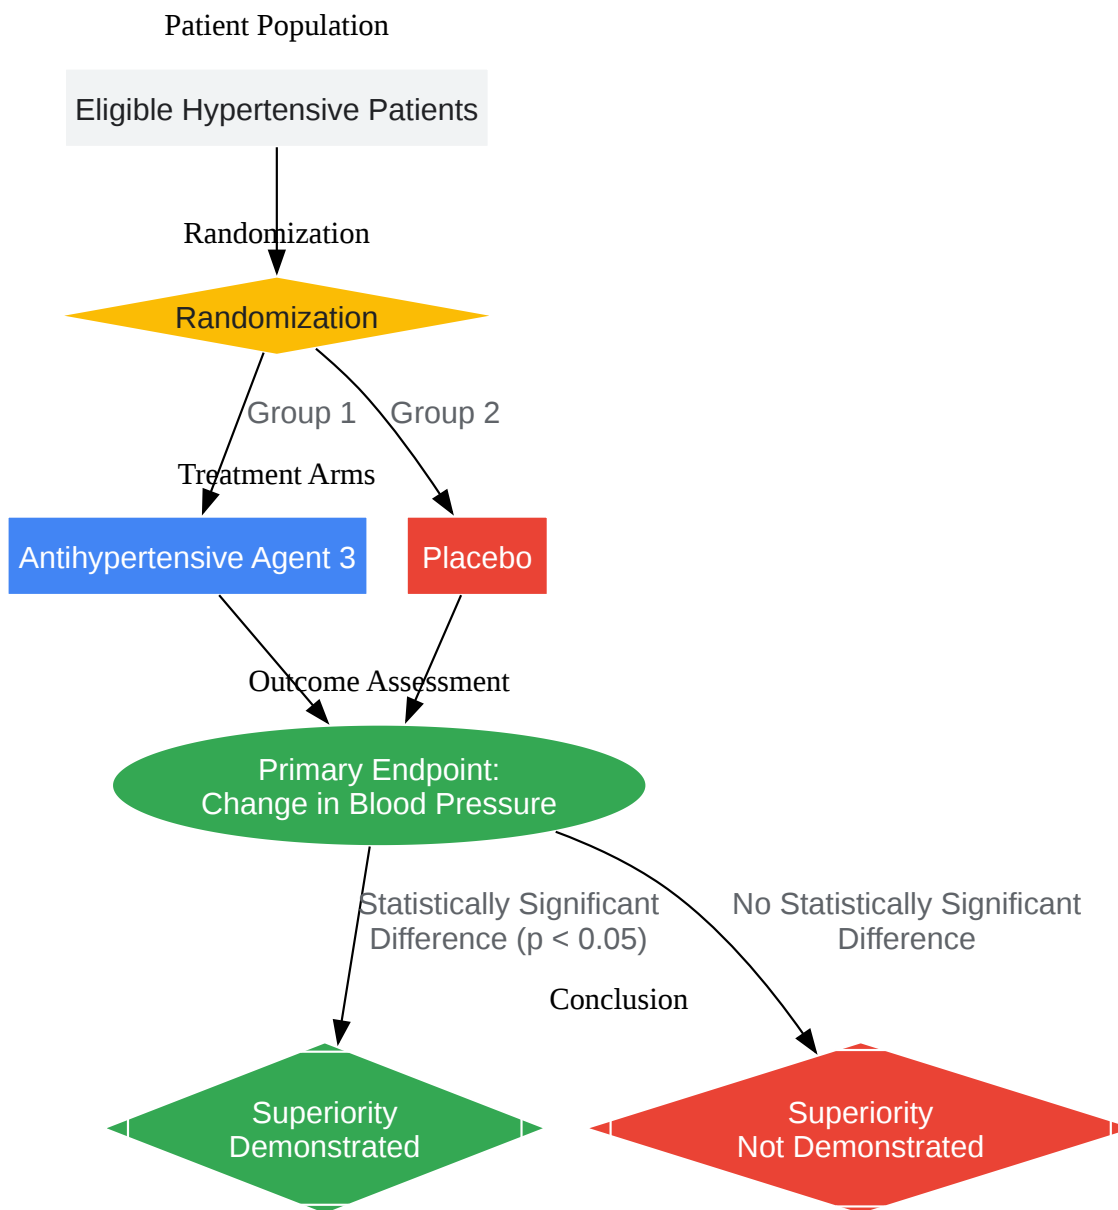 Patient Population
Eligible Hypertensive Patients
Randomization
Randomization
Group 1
Group 2
Treatment Arms
Antihypertensive Agent 3
Placebo
Outcome Assessment
Primary Endpoint:
Change in Blood Pressure
Statistically Significant
Difference (p < 0.05)
No Statistically Significant
Difference
Conclusion
Superiority
Demonstrated
Superiority
Not Demonstrated